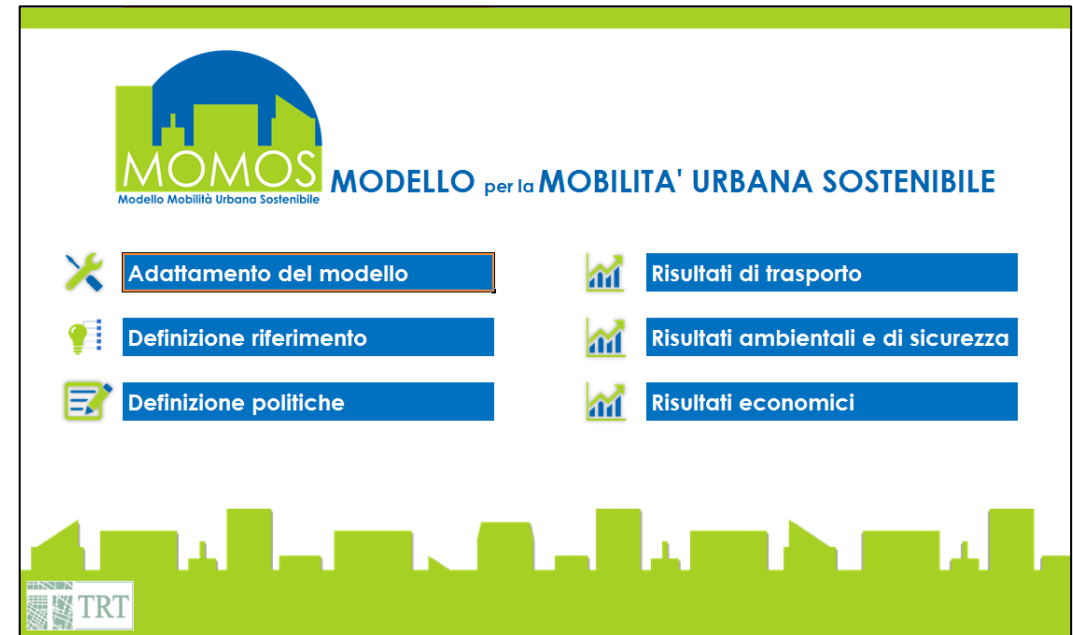 MOMOS
Modello Mobilità Urbana Sostenibile
MODELLO per la MOBILITA' URBANA SOSTENIBILE
Adattamento del modello
Definizione riferimento
Definizione politiche
Risultati di trasporto
Risultati ambientali e di sicurezza
Risultati economici
TRT